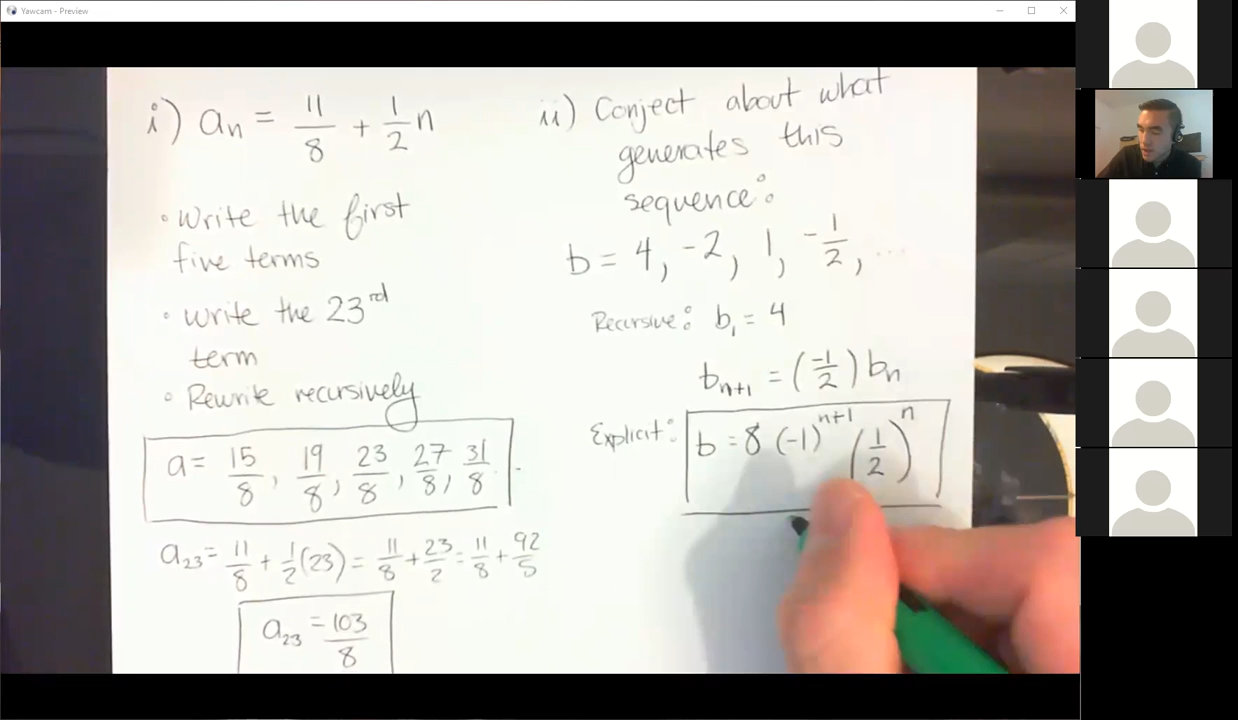 Yawcam - Preview
i) aₙ = 11/8 + 1/2 n
• Write the first
five terms
• Write the 23rd
term
• Rewrite recursively
a = 15/8, 19/8, 23/8, 27/8, 31/8
a₂₃ = 11/8 + 1/2 (23) = 11/8 + 23/2 = 11/8 + 92/5
a₂₃ = 103/8
ii) Conject about what
generates this
sequence:
b = 4, -2, 1, -1/2, ...
Recursive: b₁ = 4
bₙ₊₁ = (-1/2) bₙ
Explicit: b = 8 (-1)ⁿ⁺¹ (1/2)ⁿ